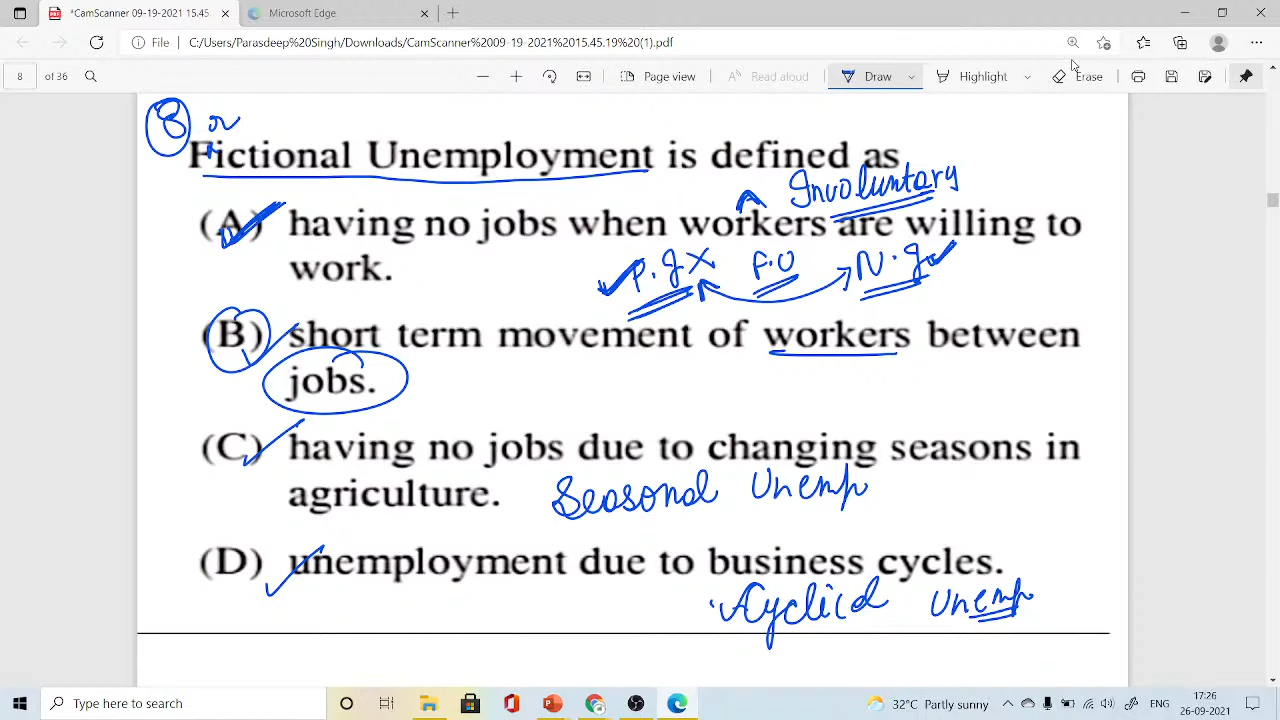 *CamScanner 09-19-2021 15.45
Microsoft Edge
File
C:/Users/Parasdeep%20Singh/Downloads/CamScanner%2009-19-2021%2015.45.19%20(1).pdf
8 of 36
Page view
Read aloud
Draw
Highlight
Erase
8 or
Fictional Unemployment is defined as
Involuntary
(A) having no jobs when workers are willing to
work.
P.J X F.U N.J
(B) short term movement of workers between
jobs.
(C) having no jobs due to changing seasons in
agriculture.
Seasonal Unemp
(D) unemployment due to business cycles.
Cyclical Unemp
Type here to search
32°C Partly sunny
ENG
17:26
26-09-2021